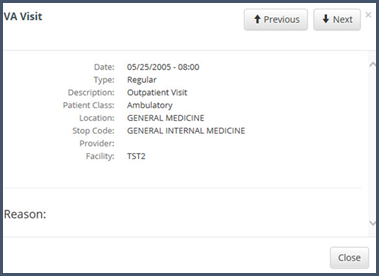 VA Visit
Previous
Next
×
Date: 05/25/2005 - 08:00
Type: Regular
Description: Outpatient Visit
Patient Class: Ambulatory
Location: GENERAL MEDICINE
Stop Code: GENERAL INTERNAL MEDICINE
Provider:
Facility: TST2
Reason:
Close